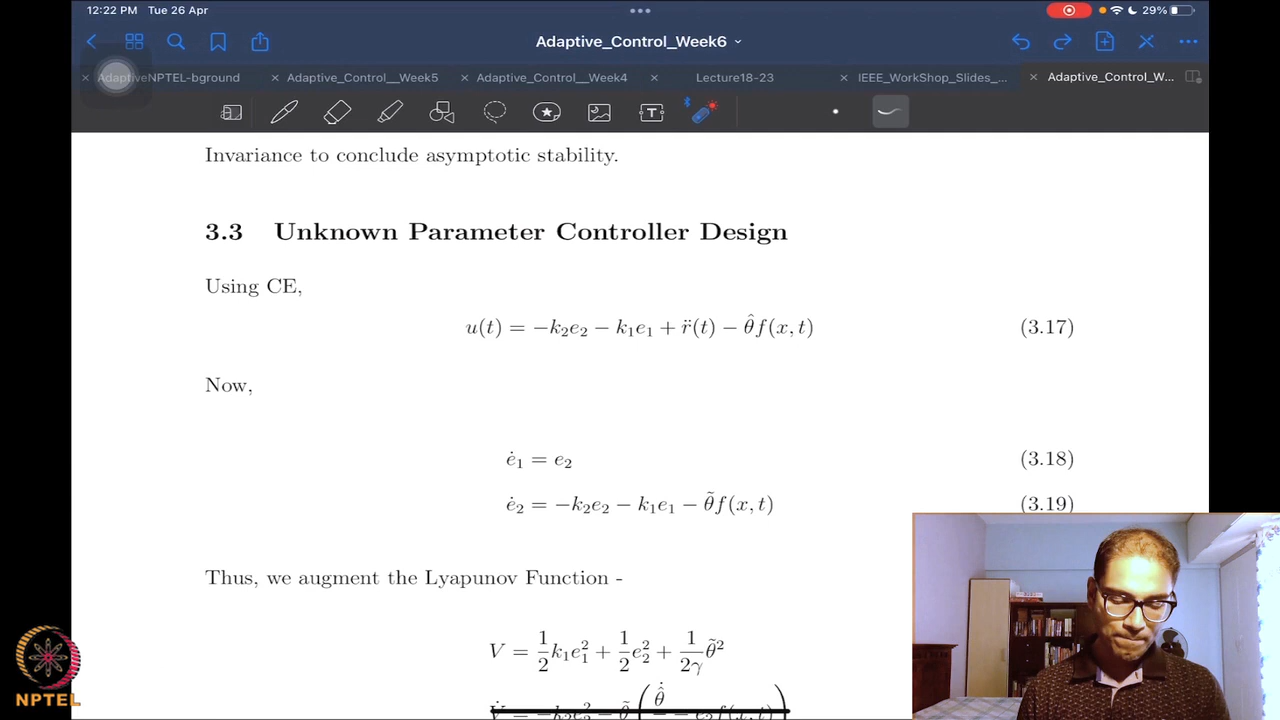 12:22 PM Tue 26 Apr
29%
Adaptive_Control_Week6
AdaptiveNPTEL-bground
Adaptive_Control__Week5
Adaptive_Control__Week4
Lecture18-23
IEEE_WorkShop_Slides_...
Adaptive_Control_W...
Invariance to conclude asymptotic stability.
3.3 Unknown Parameter Controller Design
Using CE,
u(t) = −k₂e₂ − k₁e₁ + r̈(t) − θ̂f(x, t) (3.17)
Now,
ė₁ = e₂ (3.18)
ė₂ = −k₂e₂ − k₁e₁ − θ̃f(x, t) (3.19)
Thus, we augment the Lyapunov Function -
V = 1/2 k₁e₁² + 1/2 e₂² + 1/2γ θ̃²
NPTEL